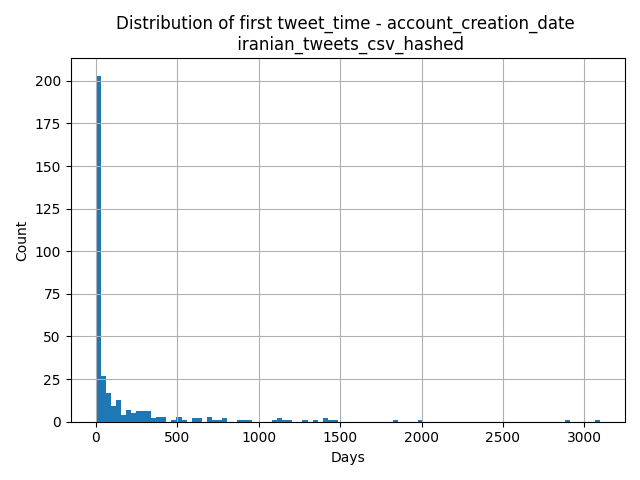 Distribution of first tweet_time - account_creation_date
iranian_tweets_csv_hashed
200
175
150
125
100
75
50
25
0
Count
0 500 1000 1500 2000 2500 3000
Days